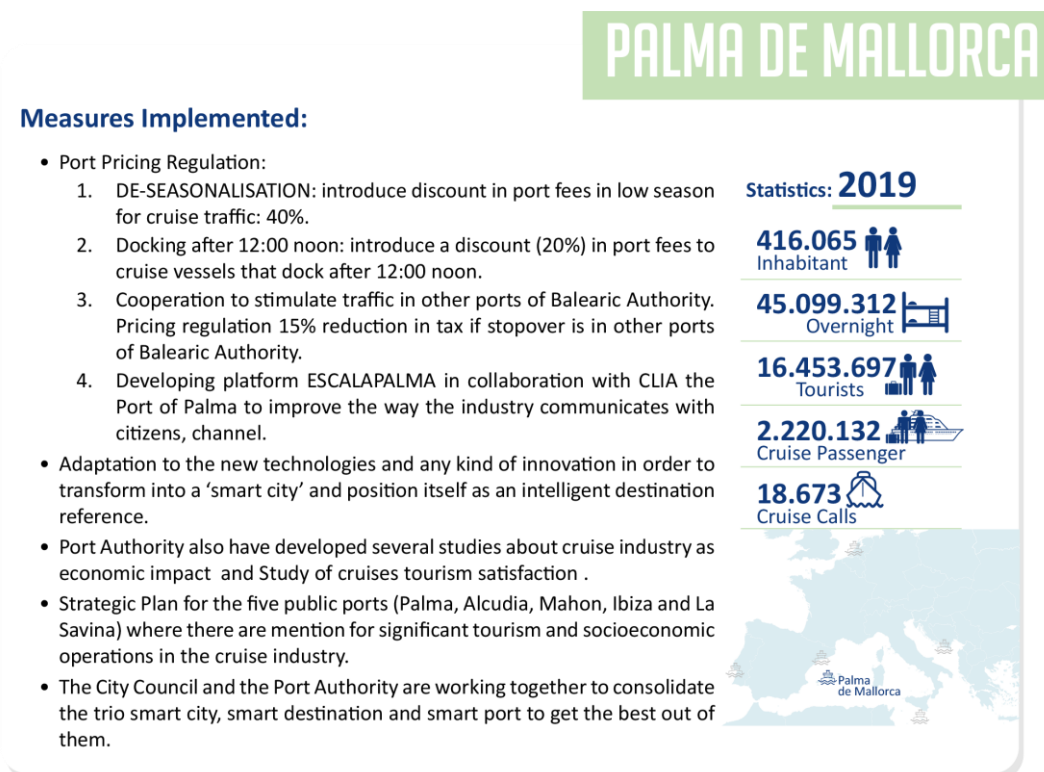 PALMA DE MALLORCA
Measures Implemented:
• Port Pricing Regulation:
1. DE-SEASONALISATION: introduce discount in port fees in low season
for cruise traffic: 40%.
2. Docking after 12:00 noon: introduce a discount (20%) in port fees to
cruise vessels that dock after 12:00 noon.
3. Cooperation to stimulate traffic in other ports of Balearic Authority.
Pricing regulation 15% reduction in tax if stopover is in other ports
of Balearic Authority.
4. Developing platform ESCALAPALMA in collaboration with CLIA the
Port of Palma to improve the way the industry communicates with
citizens, channel.
• Adaptation to the new technologies and any kind of innovation in order to
transform into a ‘smart city’ and position itself as an intelligent destination
reference.
• Port Authority also have developed several studies about cruise industry as
economic impact and Study of cruises tourism satisfaction .
• Strategic Plan for the five public ports (Palma, Alcudia, Mahon, Ibiza and La
Savina) where there are mention for significant tourism and socioeconomic
operations in the cruise industry.
• The City Council and the Port Authority are working together to consolidate
the trio smart city, smart destination and smart port to get the best out of
them.
Statistics: 2019
416.065
Inhabitant
45.099.312
Overnight
16.453.697
Tourists
2.220.132
Cruise Passenger
18.673
Cruise Calls
Palma
de Mallorca